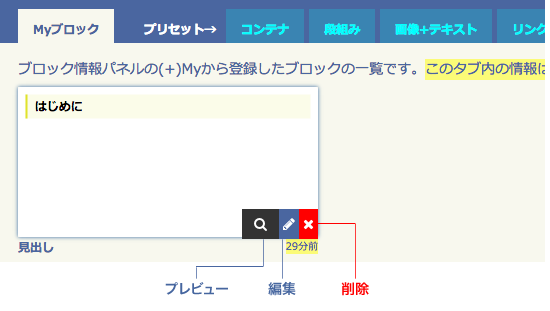 Myブロック プリセット→ コンテナ 段組み 画像+テキスト リンク
ブロック情報パネルの(+)Myから登録したブロックの一覧です。このタブ内の情報は
はじめに
見出し 29分前
プレビュー 編集 削除